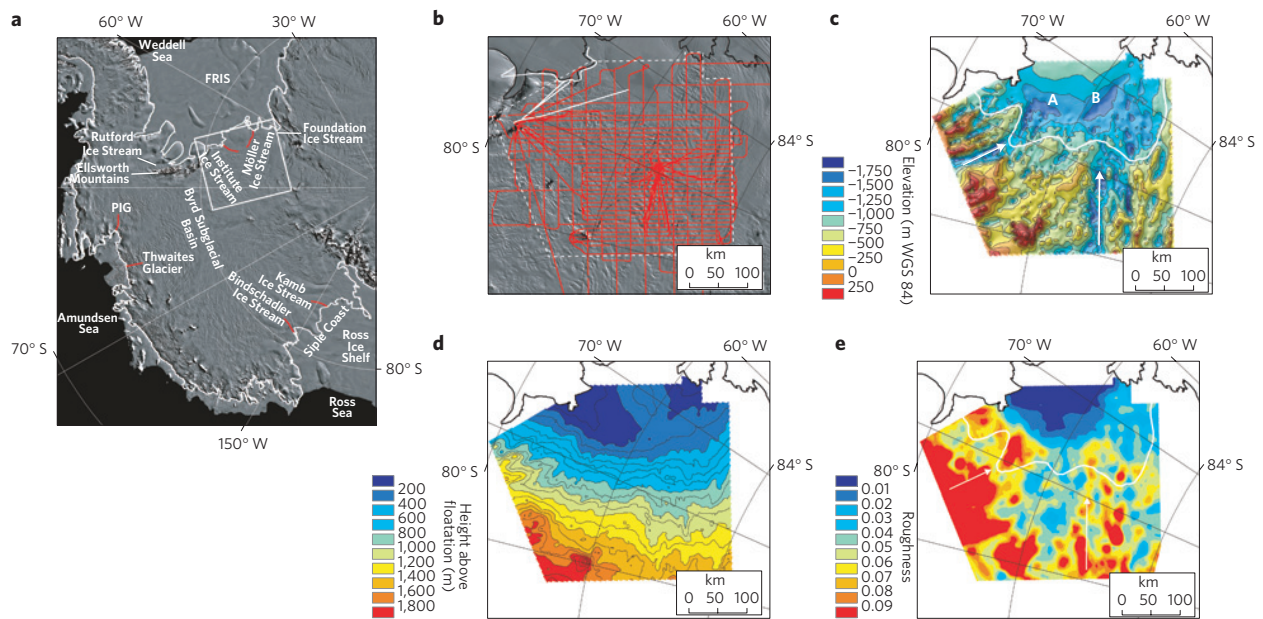 a
60° W
30° W
Weddell
Sea
FRIS
Rutford
Ice Stream
Ellsworth
Mountains
Institute
Ice Stream
Möller
Ice Stream
Foundation
Ice Stream
PIG
Byrd Subglacial
Basin
Thwaites
Glacier
Kamb
Ice Stream
Bindschadler
Ice Stream
Siple Coast
Amundsen
Sea
Ross
Ice
Shelf
70° S
80° S
Ross
Sea
150° W
b
70° W
60° W
80° S
84° S
km
0 50 100
c
70° W
60° W
A
B
80° S
84° S
−1,750
−1,500
−1,250
−1,000
−750
−500
−250
0
250
Elevation (m WGS 84)
km
0 50 100
d
70° W
60° W
80° S
84° S
200
400
600
800
1,000
1,200
1,400
1,600
1,800
Height above
floatation (m)
km
0 50 100
e
70° W
60° W
80° S
84° S
0.01
0.02
0.03
0.04
0.05
0.06
0.07
0.08
0.09
Roughness
km
0 50 100